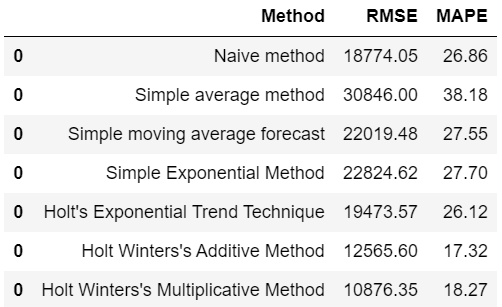 Method RMSE MAPE
0 Naive method 18774.05 26.86
0 Simple average method 30846.00 38.18
0 Simple moving average forecast 22019.48 27.55
0 Simple Exponential Method 22824.62 27.70
0 Holt's Exponential Trend Technique 19473.57 26.12
0 Holt Winters's Additive Method 12565.60 17.32
0 Holt Winters's Multiplicative Method 10876.35 18.27